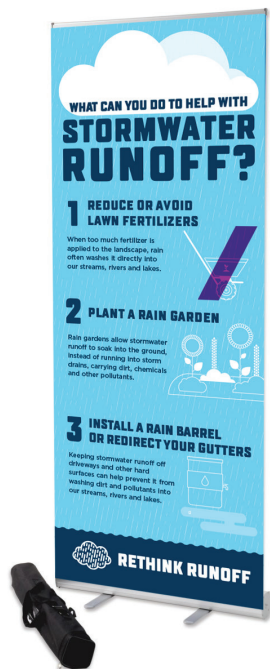 WHAT CAN YOU DO TO HELP WITH
STORMWATER
RUNOFF?
1 REDUCE OR AVOID
LAWN FERTILIZERS
When too much fertilizer is
applied to the landscape, rain
often washes it directly into
our streams, rivers and lakes.
2 PLANT A RAIN GARDEN
Rain gardens allow stormwater
runoff to soak into the ground,
instead of running into storm
drains, carrying dirt, chemicals
and other pollutants.
3 INSTALL A RAIN BARREL
OR REDIRECT YOUR GUTTERS
Keeping stormwater runoff off
driveways and other hard
surfaces can help prevent it from
washing dirt and pollutants into
our streams, rivers and lakes.
RETHINK RUNOFF